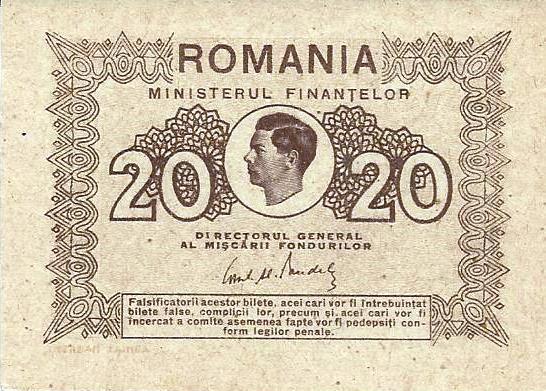 ROMANIA
MINISTERUL FINANȚELOR
20 20
DIRECTORUL GENERAL
AL MIȘCĂRII FONDURILOR
Falsificatorii acestor bilete, acei cari vor fi întrebuințat
bilete false, complicii lor, precum și acei cari vor fi
încercat a comite asemenea fapte vor fi pedepsiți con-
form legilor penale.